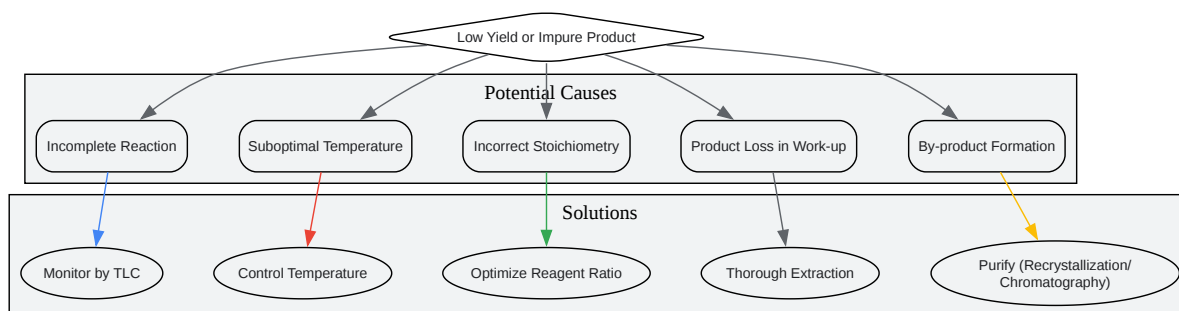 Low Yield or Impure Product
Potential Causes
Incomplete Reaction
Suboptimal Temperature
Incorrect Stoichiometry
Product Loss in Work-up
By-product Formation
Solutions
Monitor by TLC
Control Temperature
Optimize Reagent Ratio
Thorough Extraction
Purify (Recrystallization/
Chromatography)